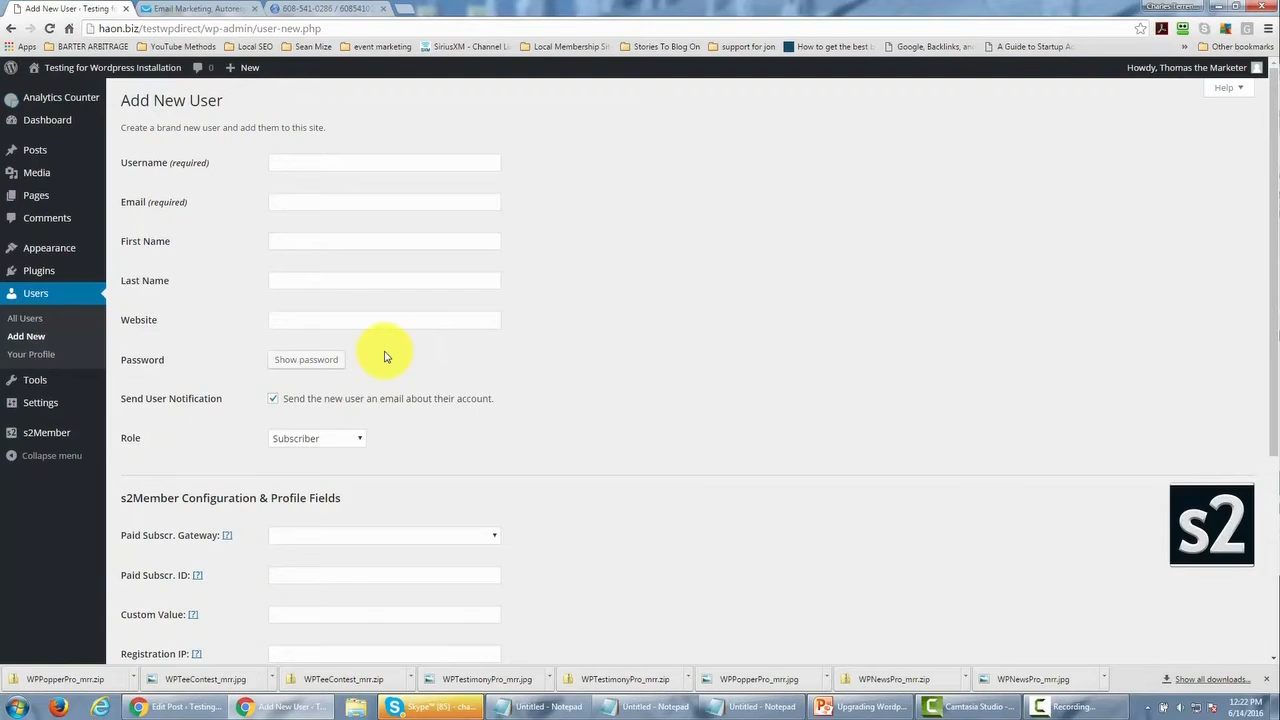 Add New User ‹ Testing for
Email Marketing, Autores
608-541-0286 / 6085410
Charles Terren...
haon.biz/testwpdirect/wp-admin/user-new.php
Apps
BARTER ARBITRAGE
YouTube Methods
Local SEO
Sean Mize
event marketing
SiriusXM - Channel Li
Local Membership Sit
Stories To Blog On
support for jon
How to get the best b
Google, Backlinks, an
A Guide to Startup Ac
»
Other bookmarks
Testing for Wordpress Installation
0
+ New
Howdy, Thomas the Marketer
Analytics Counter
Dashboard
Posts
Media
Pages
Comments
Appearance
Plugins
Users
All Users
Add New
Your Profile
Tools
Settings
s2Member
Collapse menu
Help ▼
Add New User
Create a brand new user and add them to this site.
Username (required)
Email (required)
First Name
Last Name
Website
Password
Show password
Send User Notification
Send the new user an email about their account.
Role
Subscriber
s2Member Configuration & Profile Fields
s2
Paid Subscr. Gateway: [?]
Paid Subscr. ID: [?]
Custom Value: [?]
Registration IP: [?]
WPPopperPro_mrr.zip
WPTeeContest_mrr.jpg
WPTeeContest_mrr.zip
WPTestimonyPro_mrr.jpg
WPTestimonyPro_mrr.zip
WPPopperPro_mrr.jpg
WPNewsPro_mrr.zip
WPNewsPro_mrr.jpg
Show all downloads...
Edit Post ‹ Testing...
Add New User ‹ T...
Skype™ [85] - cha...
Untitled - Notepad
Untitled - Notepad
Untitled - Notepad
Upgrading Wordp...
Camtasia Studio -...
Recording...
12:22 PM
6/14/2016